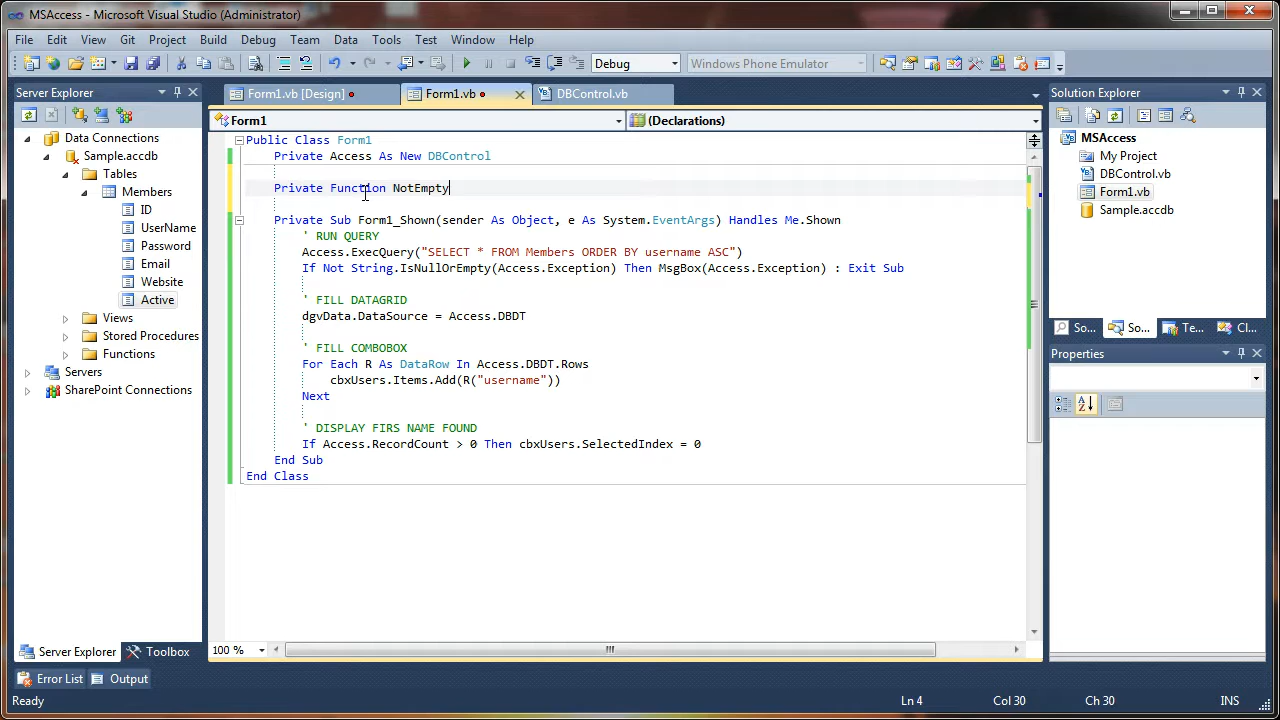 MSAccess - Microsoft Visual Studio (Administrator)
File Edit View Git Project Build Debug Team Data Tools Test Window Help
Debug Windows Phone Emulator
Server Explorer
Data Connections
Sample.accdb
Tables
Members
ID
UserName
Password
Email
Website
Active
Views
Stored Procedures
Functions
Servers
SharePoint Connections
Server Explorer Toolbox
Form1.vb [Design] Form1.vb DBControl.vb
Form1 (Declarations)
Public Class Form1
Private Access As New DBControl
Private Function NotEmpty
Private Sub Form1_Shown(sender As Object, e As System.EventArgs) Handles Me.Shown
' RUN QUERY
Access.ExecQuery("SELECT * FROM Members ORDER BY username ASC")
If Not String.IsNullOrEmpty(Access.Exception) Then MsgBox(Access.Exception) : Exit Sub
' FILL DATAGRID
dgvData.DataSource = Access.DBDT
' FILL COMBOBOX
For Each R As DataRow In Access.DBDT.Rows
cbxUsers.Items.Add(R("username"))
Next
' DISPLAY FIRS NAME FOUND
If Access.RecordCount > 0 Then cbxUsers.SelectedIndex = 0
End Sub
End Class
100 %
Solution Explorer
MSAccess
My Project
DBControl.vb
Form1.vb
Sample.accdb
So... So... Te... Cl...
Properties
Error List Output
Ready Ln 4 Col 30 Ch 30 INS